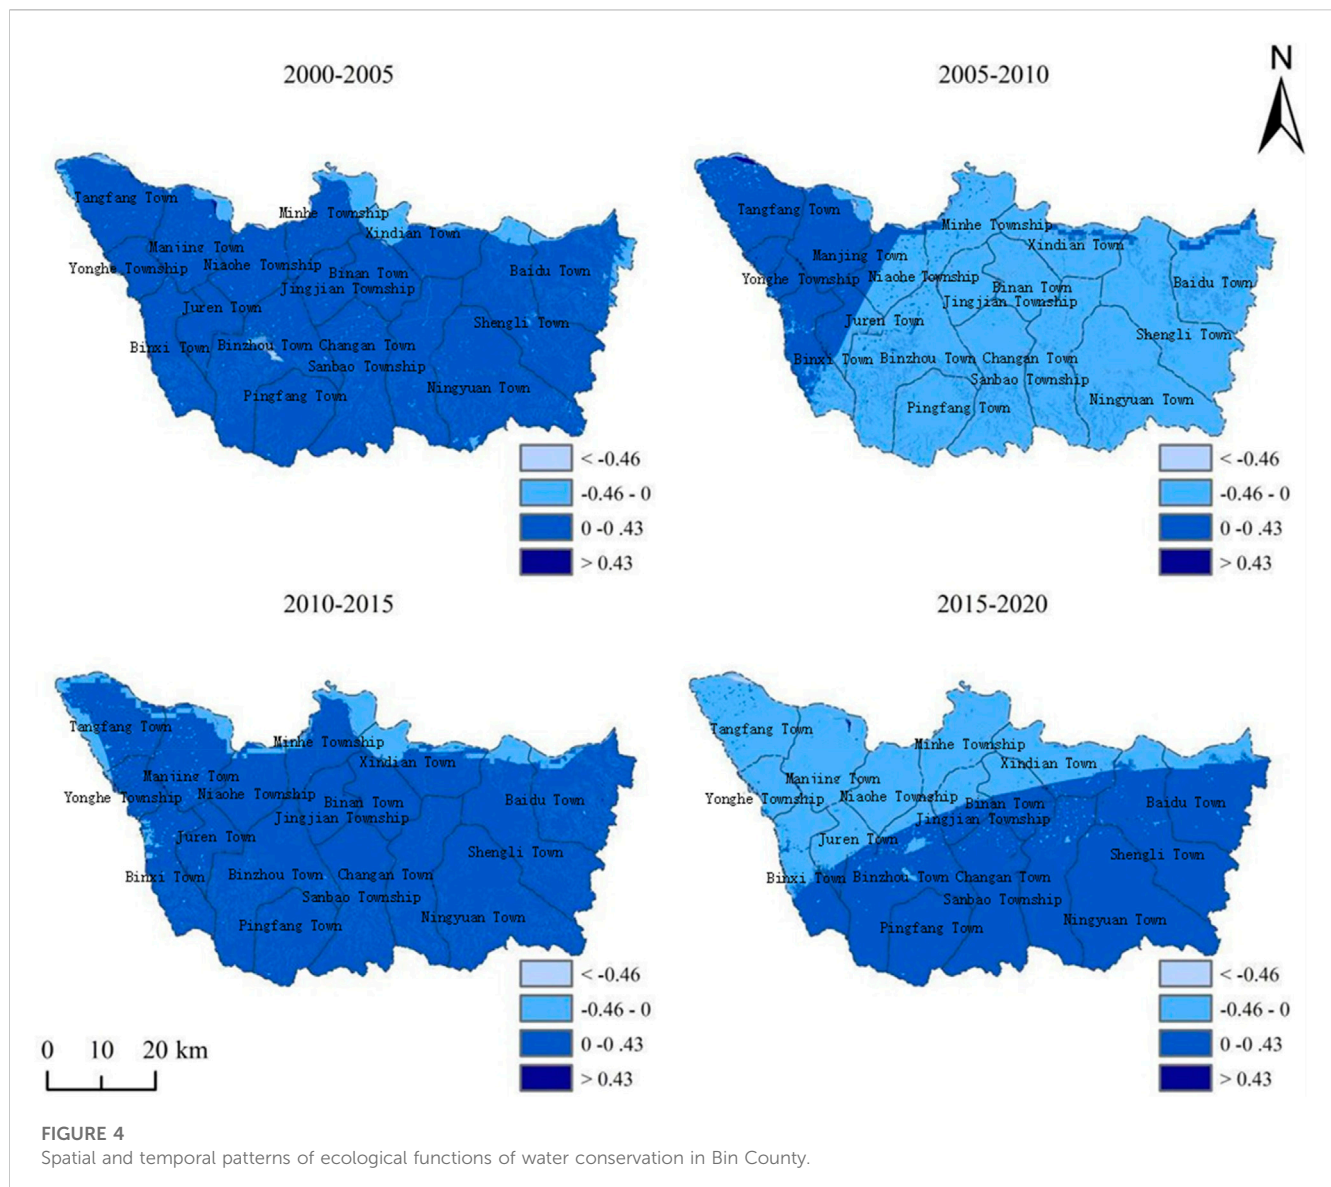 2000-2005
2005-2010
N
Tangfang Town
Minhe Township
Xindian Town
Manjing Town
Yonghe Township
Niaohe Township
Binan Town
Baidu Town
Jingjian Township
Juren Town
Shengli Town
Binxi Town
Binzhou Town
Changan Town
Sanbao Township
Ningyuan Town
Pingfang Town
< -0.46
-0.46 - 0
0 -0 .43
> 0.43
Tangfang Town
Minhe Township
Xindian Town
Manjing Town
Yonghe Township
Niaohe Township
Baidu Town
Binan Town
Jingjian Township
Juren Town
Shengli Town
Binxi Town
Binzhou Town
Changan Town
Sanbao Township
Ningyuan Town
Pingfang Town
< -0.46
-0.46 - 0
0 -0 .43
> 0.43
2010-2015
2015-2020
Tangfang Town
Minhe Township
Xindian Town
Manjing Town
Yonghe Township
Niaohe Township
Binan Town
Baidu Town
Jingjian Township
Juren Town
Shengli Town
Binxi Town
Binzhou Town
Changan Town
Sanbao Township
Ningyuan Town
Pingfang Town
< -0.46
-0.46 - 0
0 -0 .43
> 0.43
Tangfang Town
Minhe Township
Xindian Town
Manjing Town
Yonghe Township
Niaohe Township
Binan Town
Baidu Town
Jingjian Township
Juren Town
Shengli Town
Binxi Town
Binzhou Town
Changan Town
Sanbao Township
Ningyuan Town
Pingfang Town
< -0.46
-0.46 - 0
0 -0 .43
> 0.43
0 10 20 km
FIGURE 4
Spatial and temporal patterns of ecological functions of water conservation in Bin County.